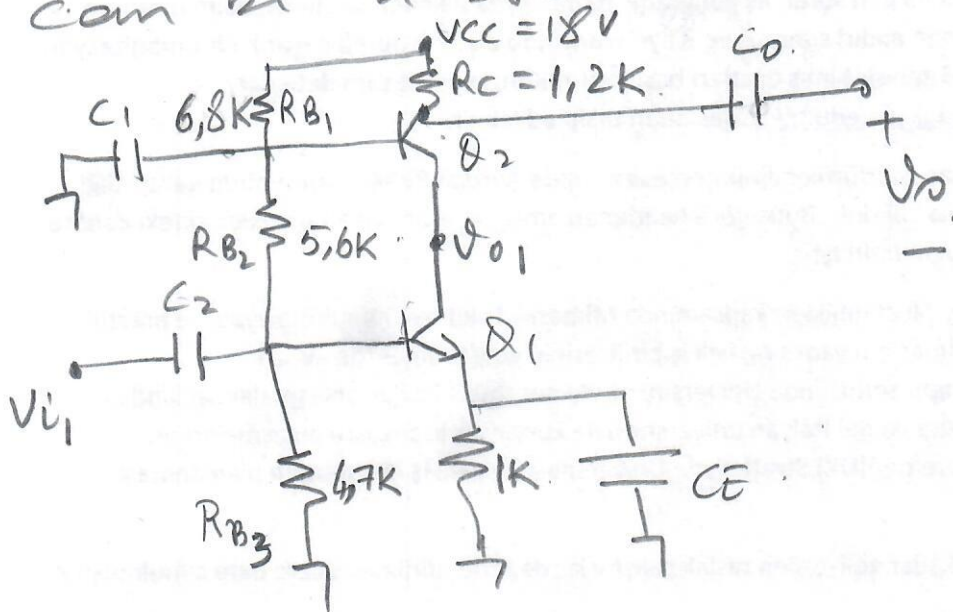 VCC = 18 V
Co
RC = 1,2K
C1
6,8K RB1
Q2
+
Vo
RB2 5,6K
Vo1
-
C2
Q1
Vi1
4,7K
1K
CE
RB3